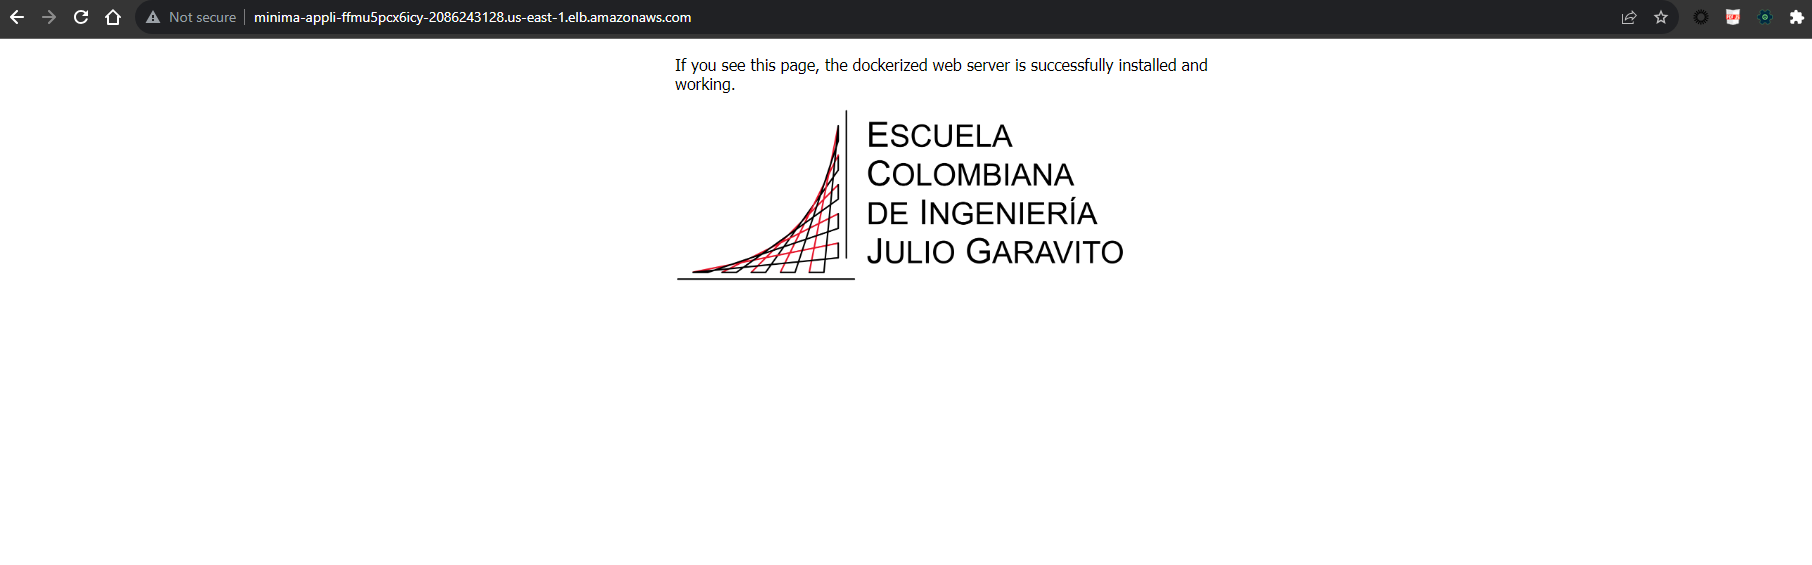 Not secure
minima-appli-ffmu5pcx6icy-2086243128.us-east-1.elb.amazonaws.com
If you see this page, the dockerized web server is successfully installed and
working.
ESCUELA
COLOMBIANA
DE INGENIERÍA
JULIO GARAVITO